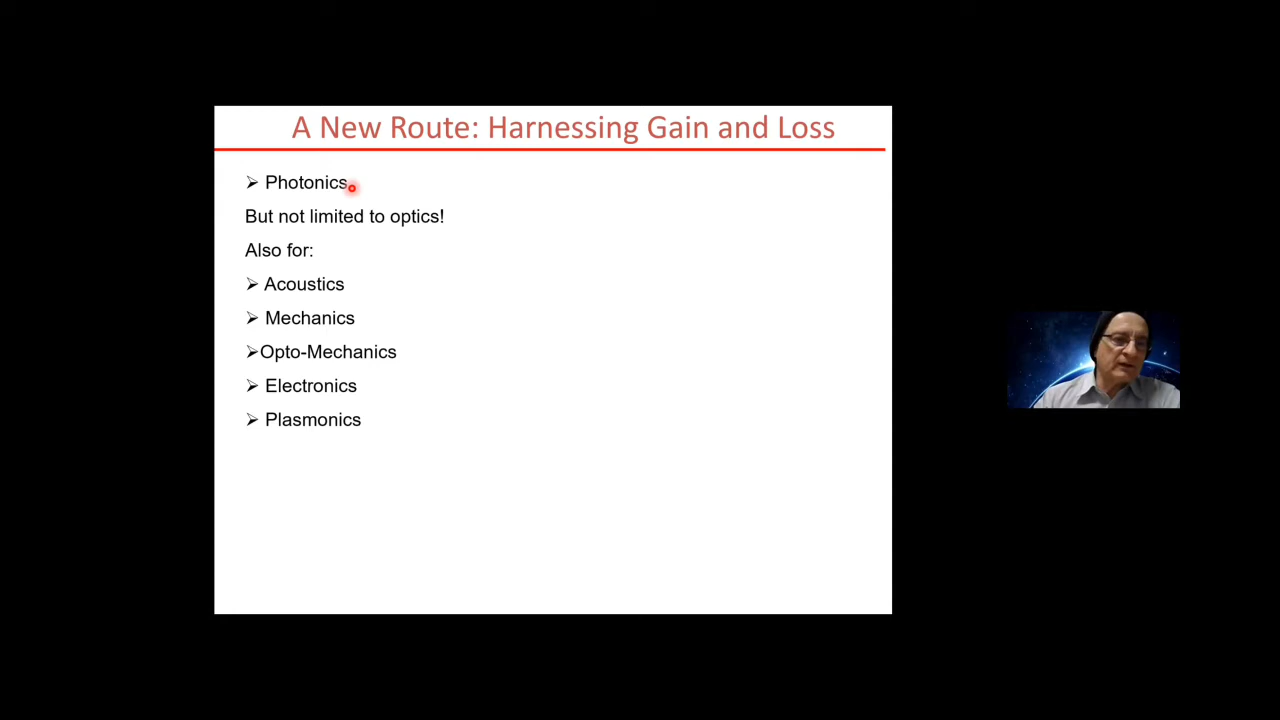 A New Route: Harnessing Gain and Loss
➢ Photonics
But not limited to optics!
Also for:
➢ Acoustics
➢ Mechanics
➢Opto-Mechanics
➢ Electronics
➢ Plasmonics